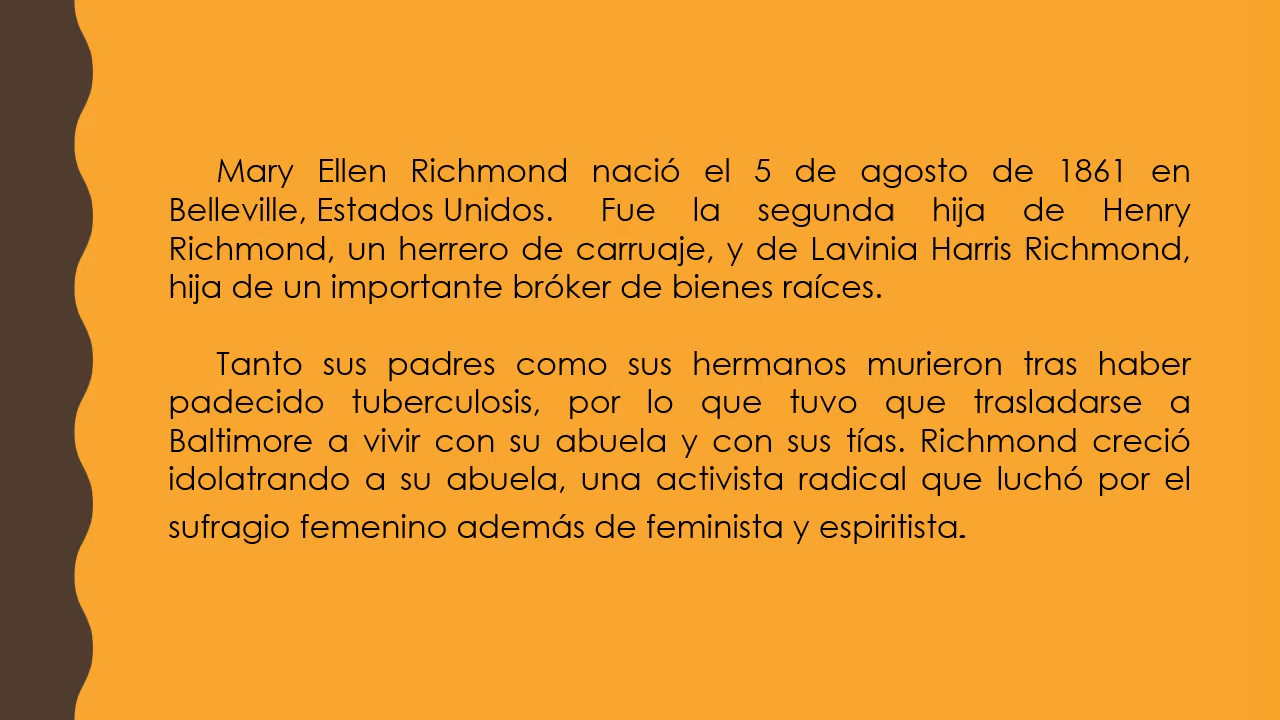 Mary Ellen Richmond nació el 5 de agosto de 1861 en
Belleville, Estados Unidos. Fue la segunda hija de Henry
Richmond, un herrero de carruaje, y de Lavinia Harris Richmond,
hija de un importante bróker de bienes raíces.
Tanto sus padres como sus hermanos murieron tras haber
padecido tuberculosis, por lo que tuvo que trasladarse a
Baltimore a vivir con su abuela y con sus tías. Richmond creció
idolatrando a su abuela, una activista radical que luchó por el
sufragio femenino además de feminista y espiritista.